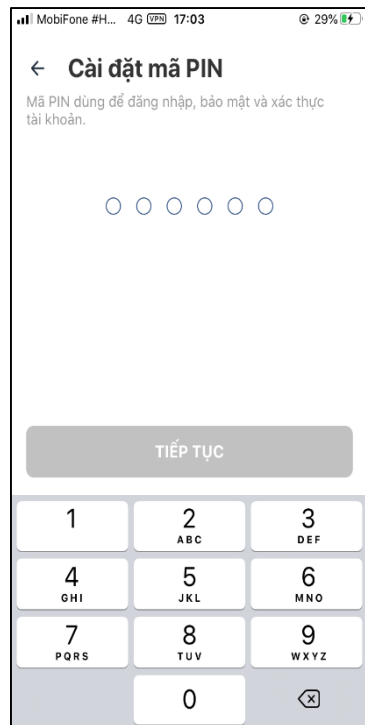 MobiFone #H... 4G VPN 17:03 29%
Cài đặt mã PIN
Mã PIN dùng để đăng nhập, bảo mật và xác thực
tài khoản.
TIẾP TỤC
1 2 3
ABC DEF
4 5 6
GHI JKL MNO
7 8 9
PQRS TUV WXYZ
0